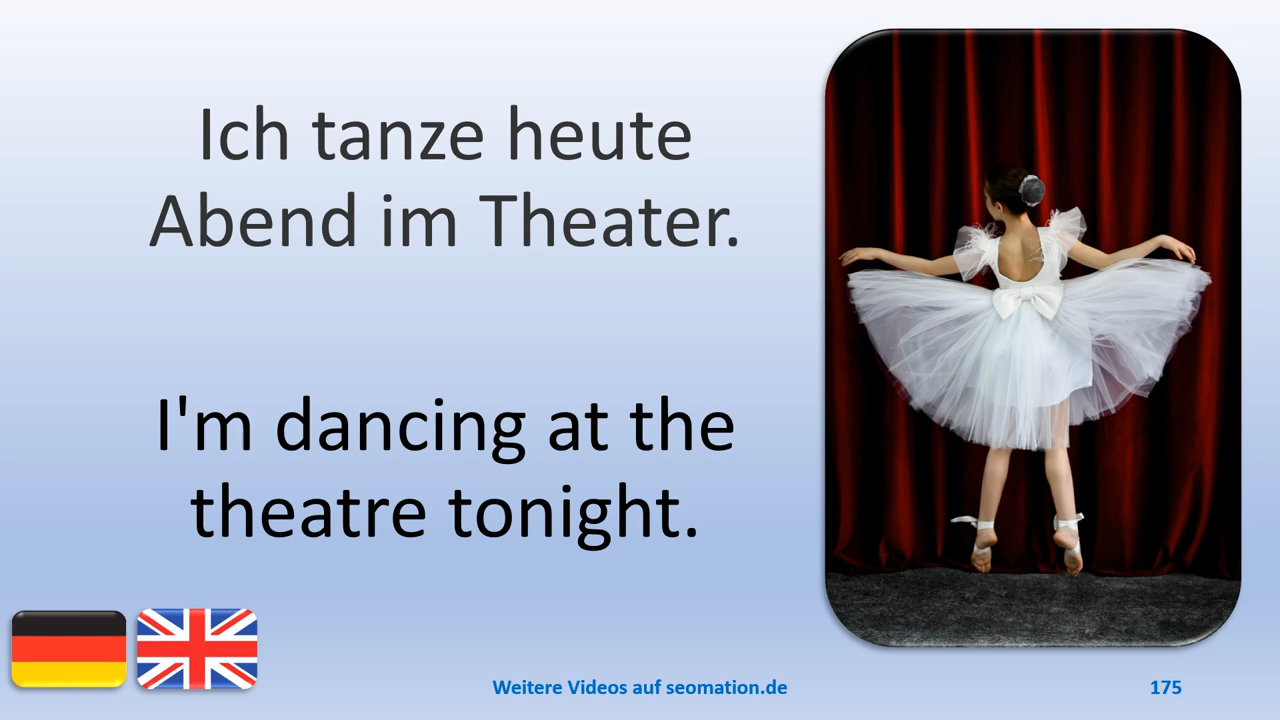 Ich tanze heute
Abend im Theater.
I'm dancing at the
theatre tonight.
Weitere Videos auf seomation.de
175